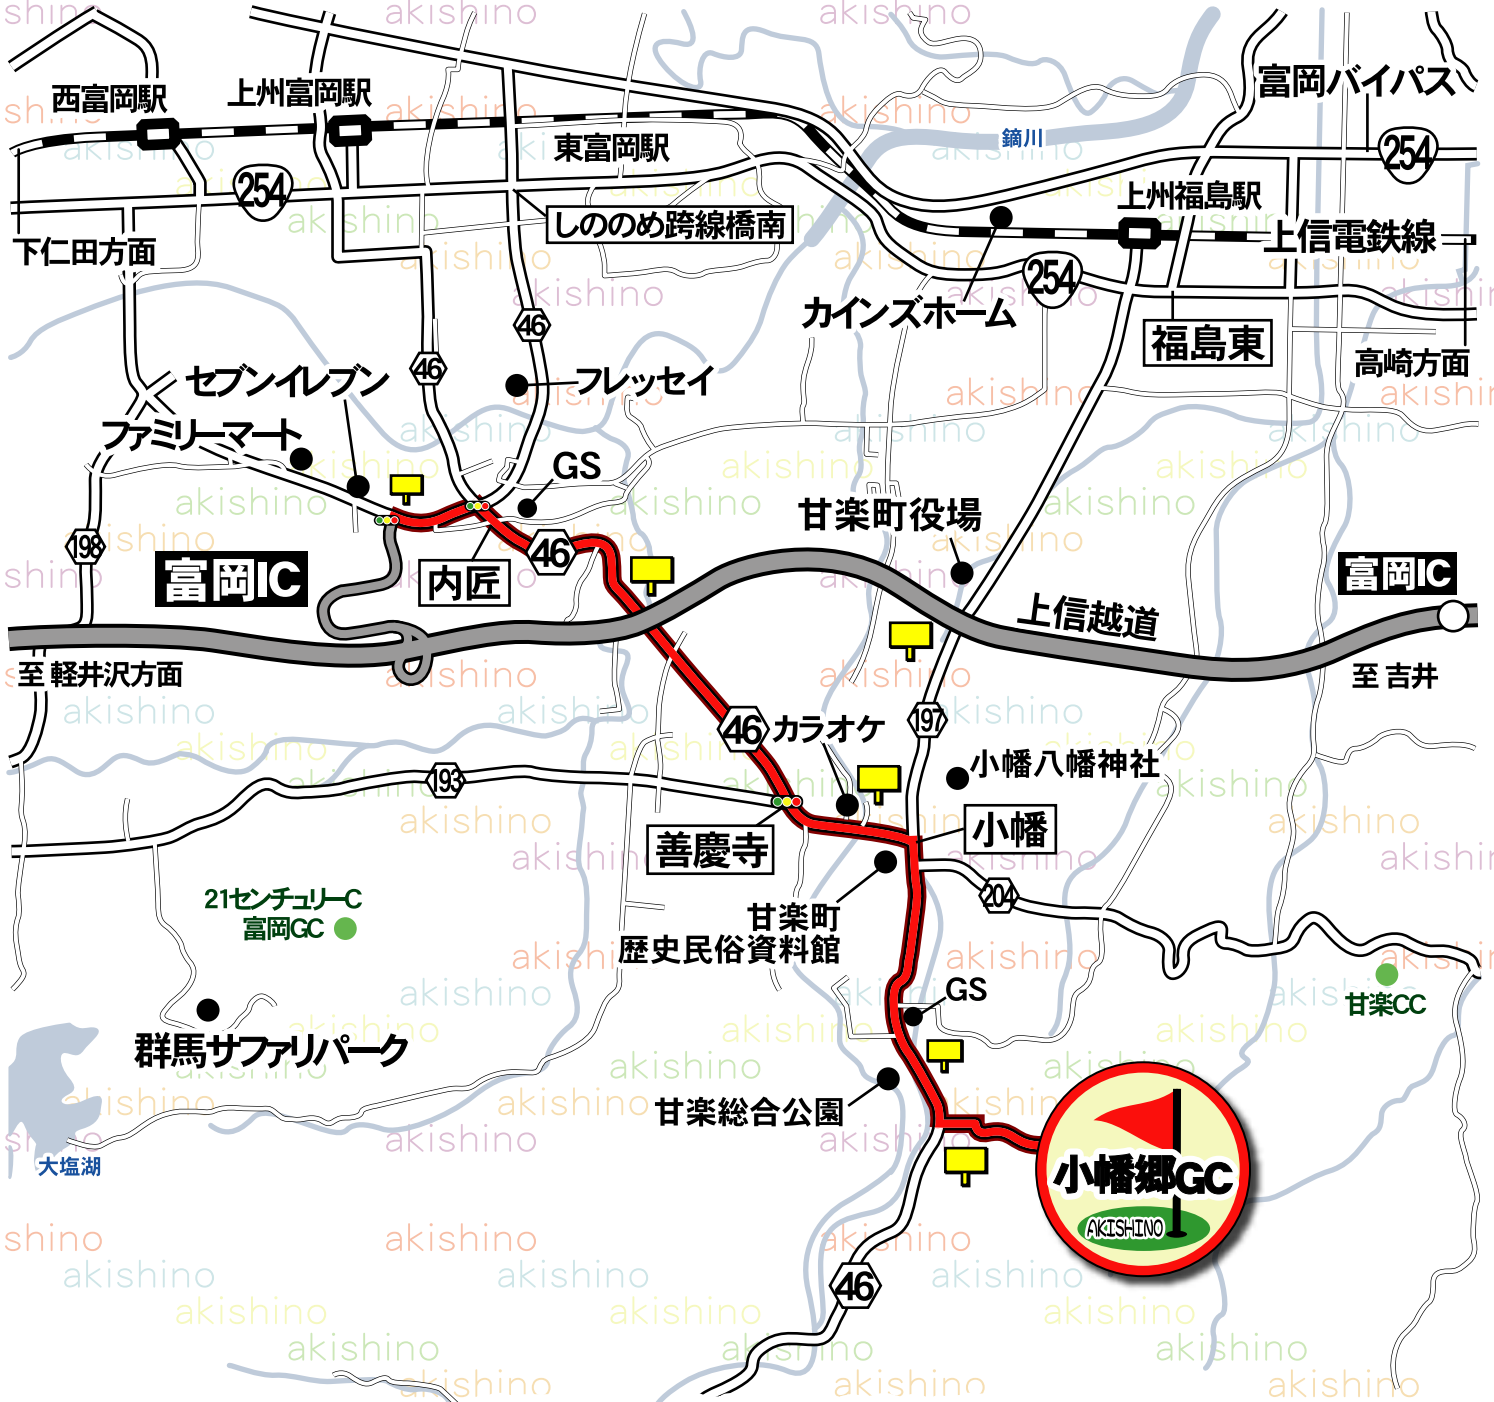 西富岡駅
上州富岡駅
富岡バイパス
東富岡駅
鏑川
254
254
上州福島駅
しののめ跨線橋南
下仁田方面
上信電鉄線
254
カインズホーム
46
福島東
高崎方面
46
セブンイレブン
フレッセイ
ファミリーマート
GS
甘楽町役場
198
46
富岡IC
内匠
富岡IC
上信越道
至 軽井沢方面
至 吉井
46
カラオケ
197
小幡八幡神社
193
小幡
善慶寺
204
21センチュリーC
富岡GC
甘楽町
歴史民俗資料館
GS
甘楽CC
群馬サファリパーク
甘楽総合公園
大塩湖
小幡郷GC
AKISHINO
46
akishino